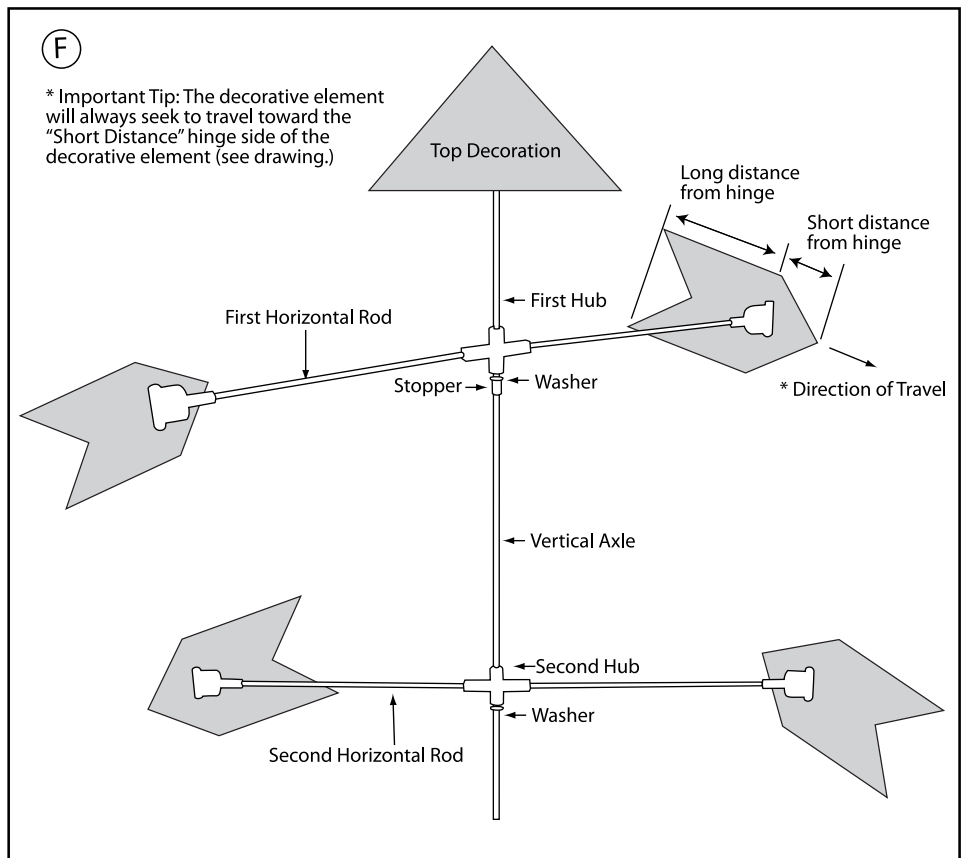 F
* Important Tip: The decorative element
will always seek to travel toward the
"Short Distance" hinge side of the
decorative element (see drawing.)
Top Decoration
Long distance
from hinge
Short distance
from hinge
First Hub
First Horizontal Rod
Stopper
Washer
* Direction of Travel
Vertical Axle
Second Hub
Washer
Second Horizontal Rod